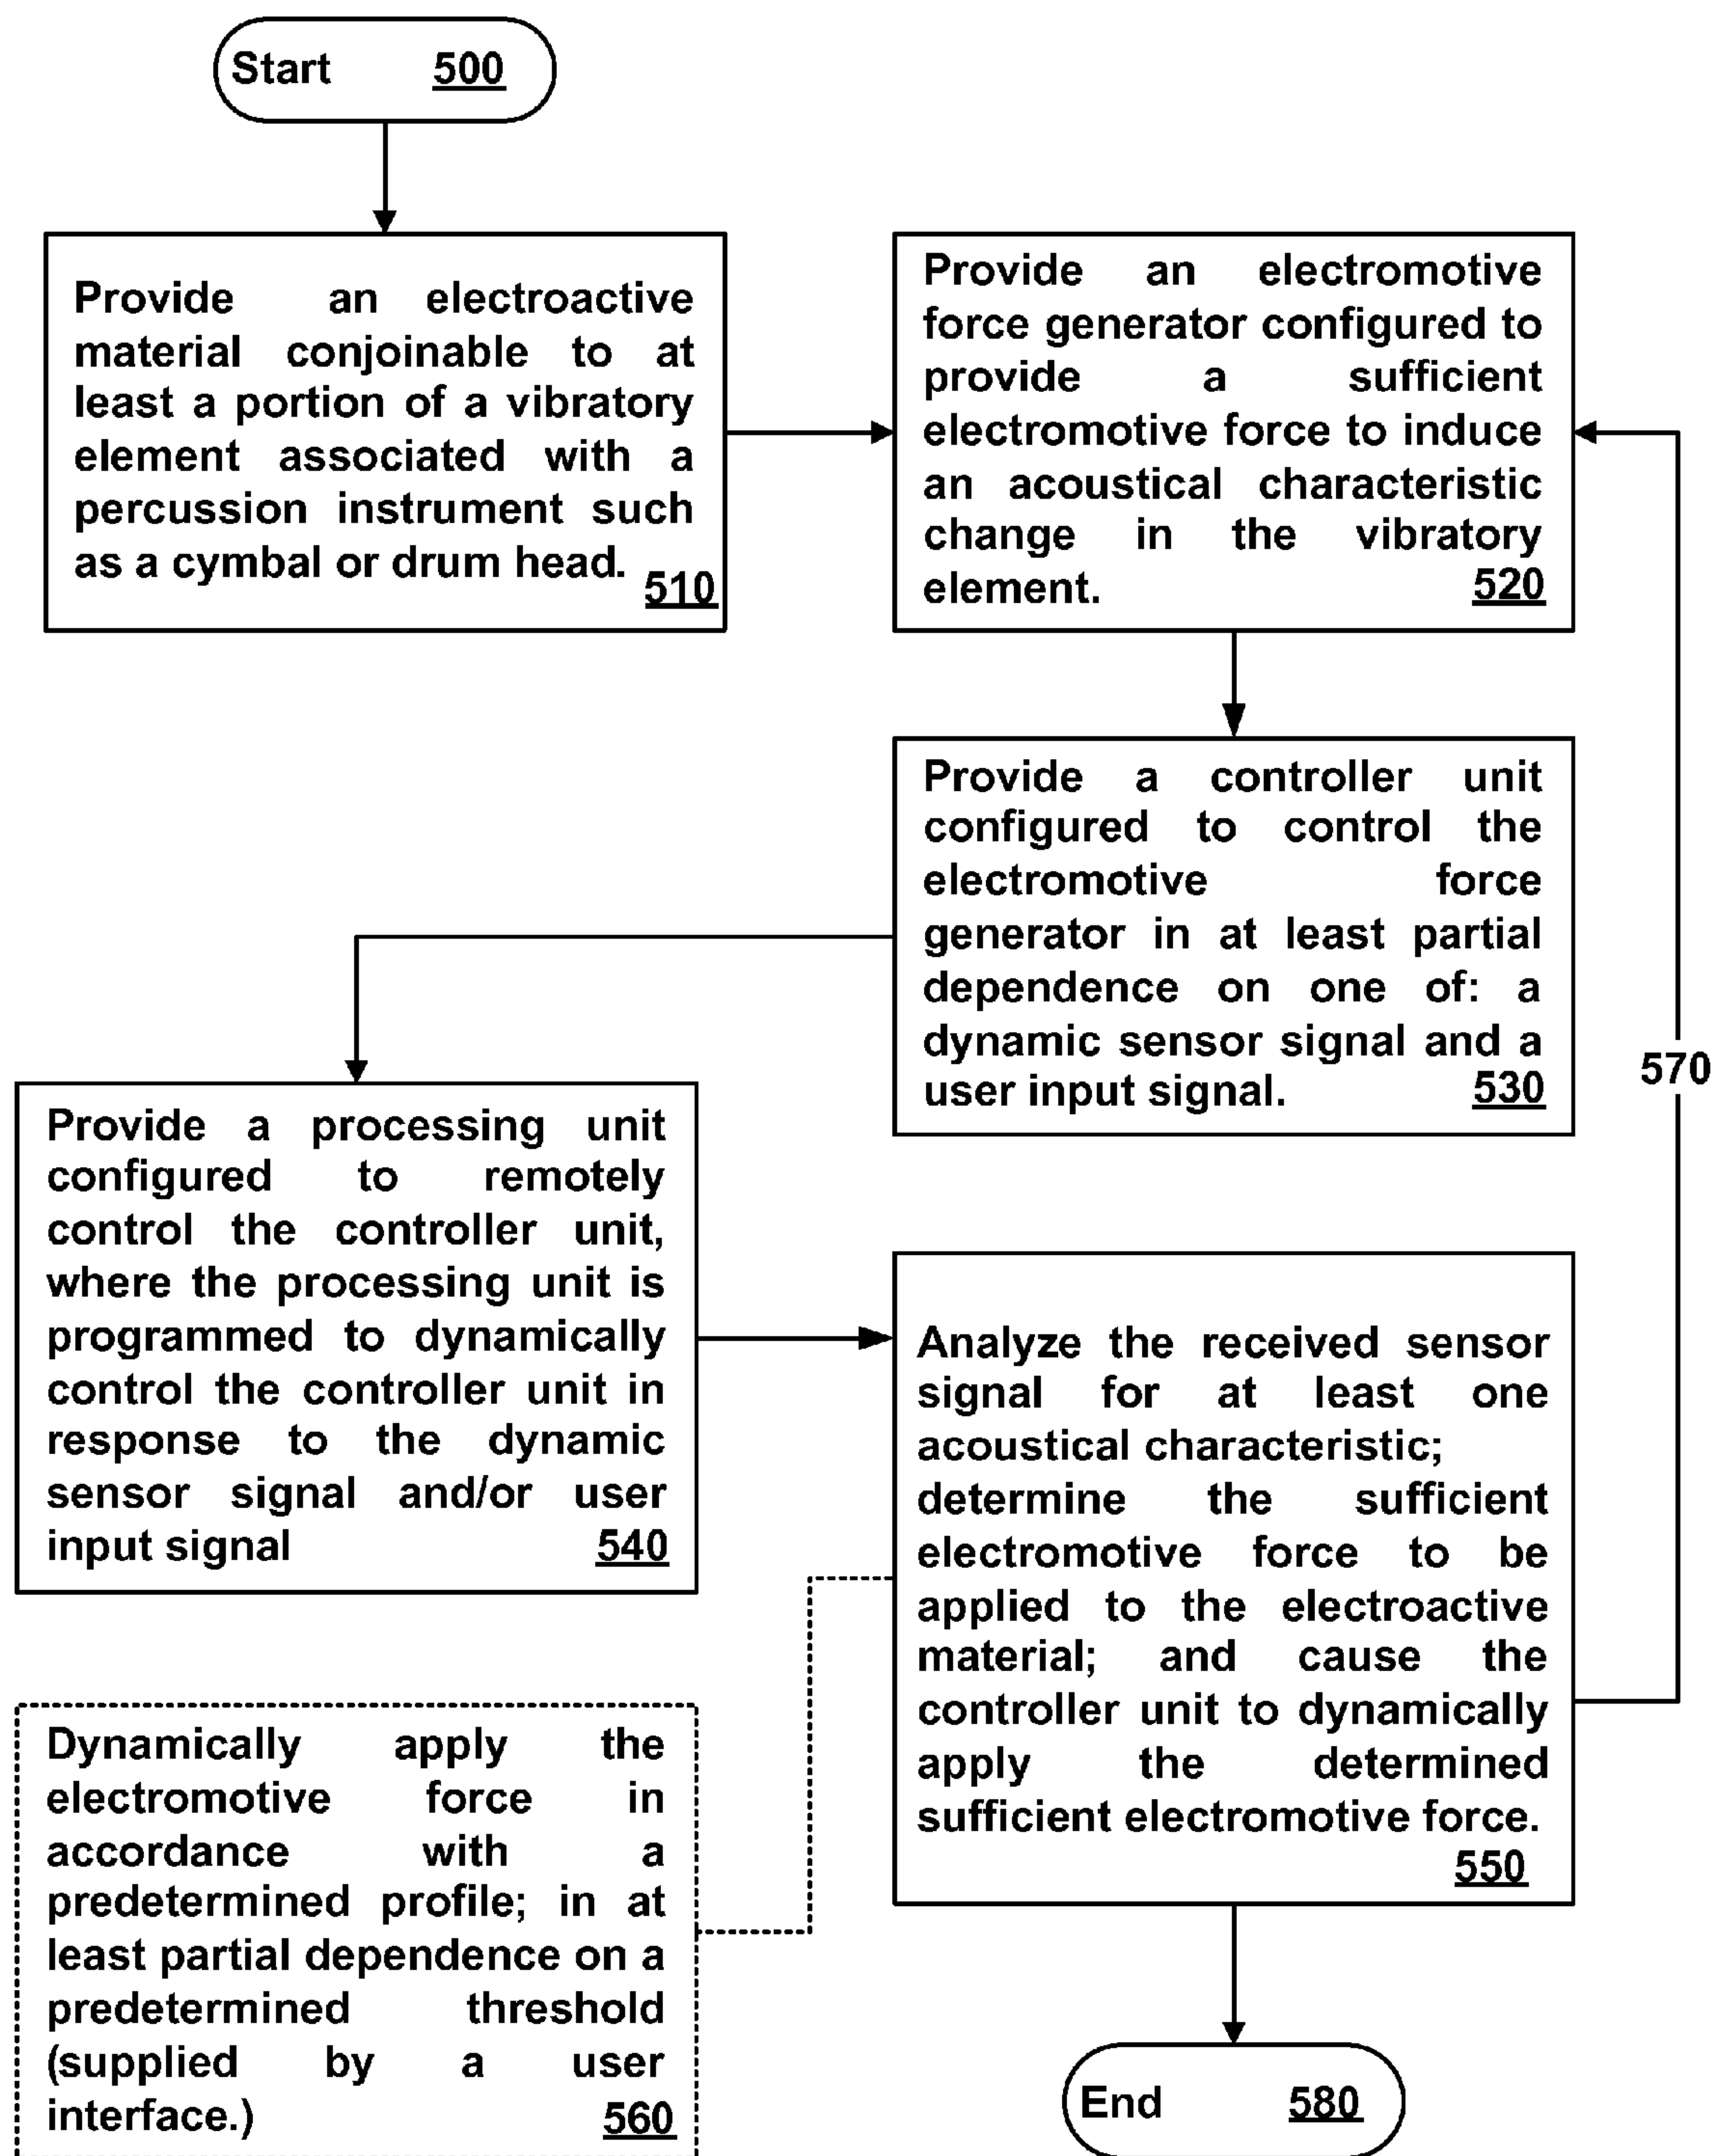 Start 500
Provide an electroactive
material conjoinable to at
least a portion of a vibratory
element associated with a
percussion instrument such
as a cymbal or drum head.
510
Provide an electromotive
force generator configured to
provide a sufficient
electromotive force to induce
an acoustical characteristic
change in the vibratory
element. 520
Provide a controller unit
configured to control the
electromotive force
generator in at least partial
dependence on one of: a
dynamic sensor signal and a
user input signal. 530
570
Provide a processing unit
configured to remotely
control the controller unit,
where the processing unit is
programmed to dynamically
control the controller unit in
response to the dynamic
sensor signal and/or user
input signal 540
Analyze the received sensor
signal for at least one
acoustical characteristic;
determine the sufficient
electromotive force to be
applied to the electroactive
material; and cause the
controller unit to dynamically
apply the determined
sufficient electromotive force.
550
Dynamically apply the
electromotive force in
accordance with a
predetermined profile; in at
least partial dependence on a
predetermined threshold
(supplied by a user
interface.) 560
End 580